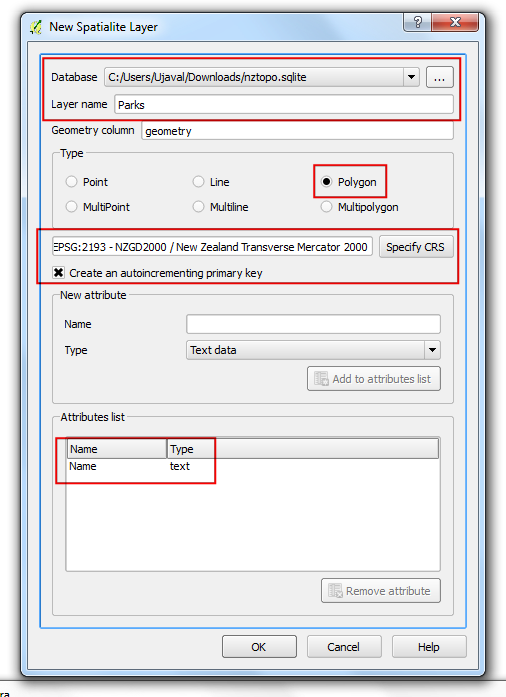 New Spatialite Layer
Database C:/Users/Ujaval/Downloads/nztopo.sqlite ...
Layer name Parks
Geometry column geometry
Type
Point Line Polygon
MultiPoint Multiline Multipolygon
EPSG:2193 - NZGD2000 / New Zealand Transverse Mercator 2000 Specify CRS
Create an autoincrementing primary key
New attribute
Name
Type Text data
Add to attributes list
Attributes list
Name Type
Name text
Remove attribute
OK Cancel Help
ra